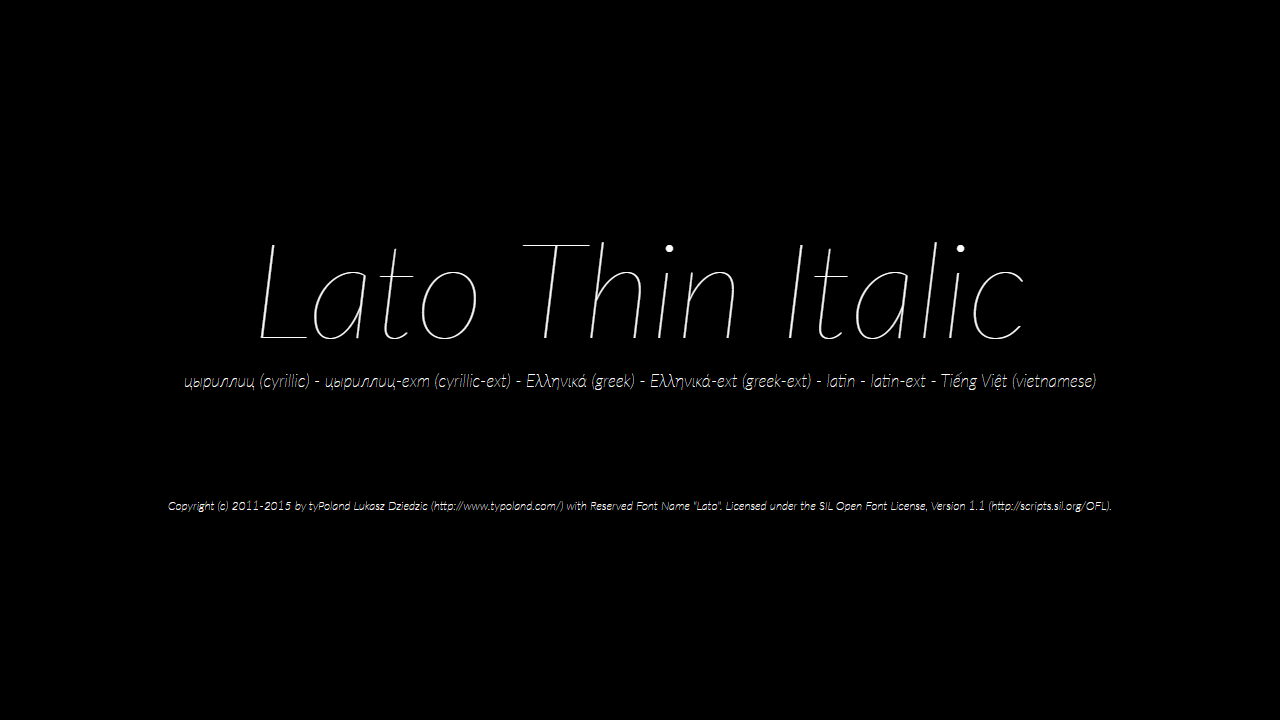 Lato Thin Italic
цыриллиц (cyrillic) - цыриллиц-ехт (cyrillic-ext) - Ελληνικά (greek) - Ελληνικά-ext (greek-ext) - latin - latin-ext - Tiếng Việt (vietnamese)
Copyright (c) 2011-2015 by tyPoland Lukasz Dziedzic (http://www.typoland.com/) with Reserved Font Name "Lato". Licensed under the SIL Open Font License, Version 1.1 (http://scripts.sil.org/OFL).